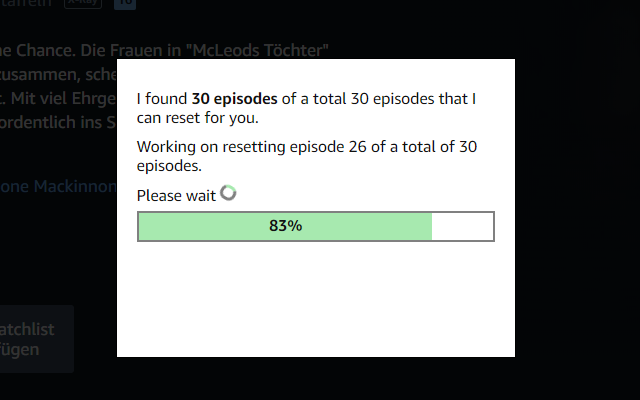 taffeln X-Ray 16
ne Chance. Die Frauen in "McLeods Töchter"
zusammen, sche
t. Mit viel Ehrge
ordentlich ins S
I found 30 episodes of a total 30 episodes that I
can reset for you.
Working on resetting episode 26 of a total of 30
episodes.
one Mackinnon
Please wait
83%
atchlist
fügen